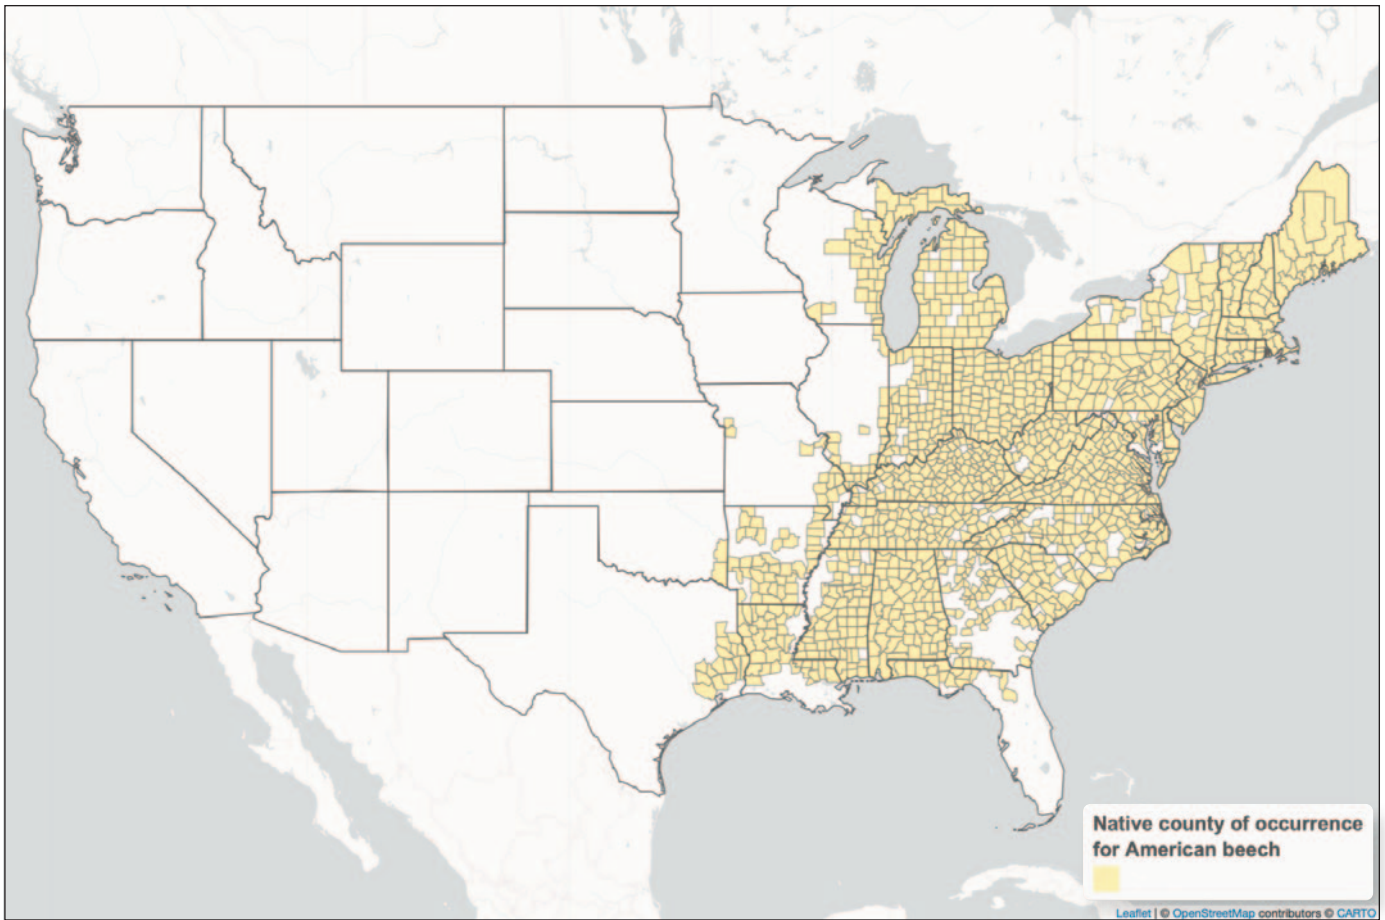 Native county of occurrence
for American beech
Leaflet | © OpenStreetMap contributors © CARTO